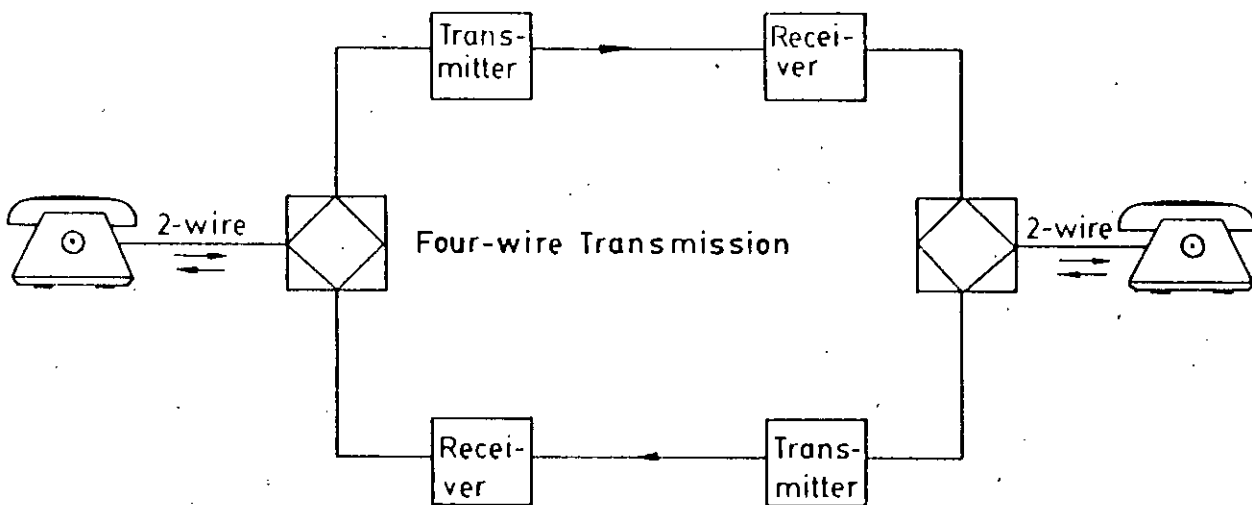 Trans-
mitter
Recei-
ver
2-wire
Four-wire Transmission
2-wire
Recei-
ver
Trans-
mitter